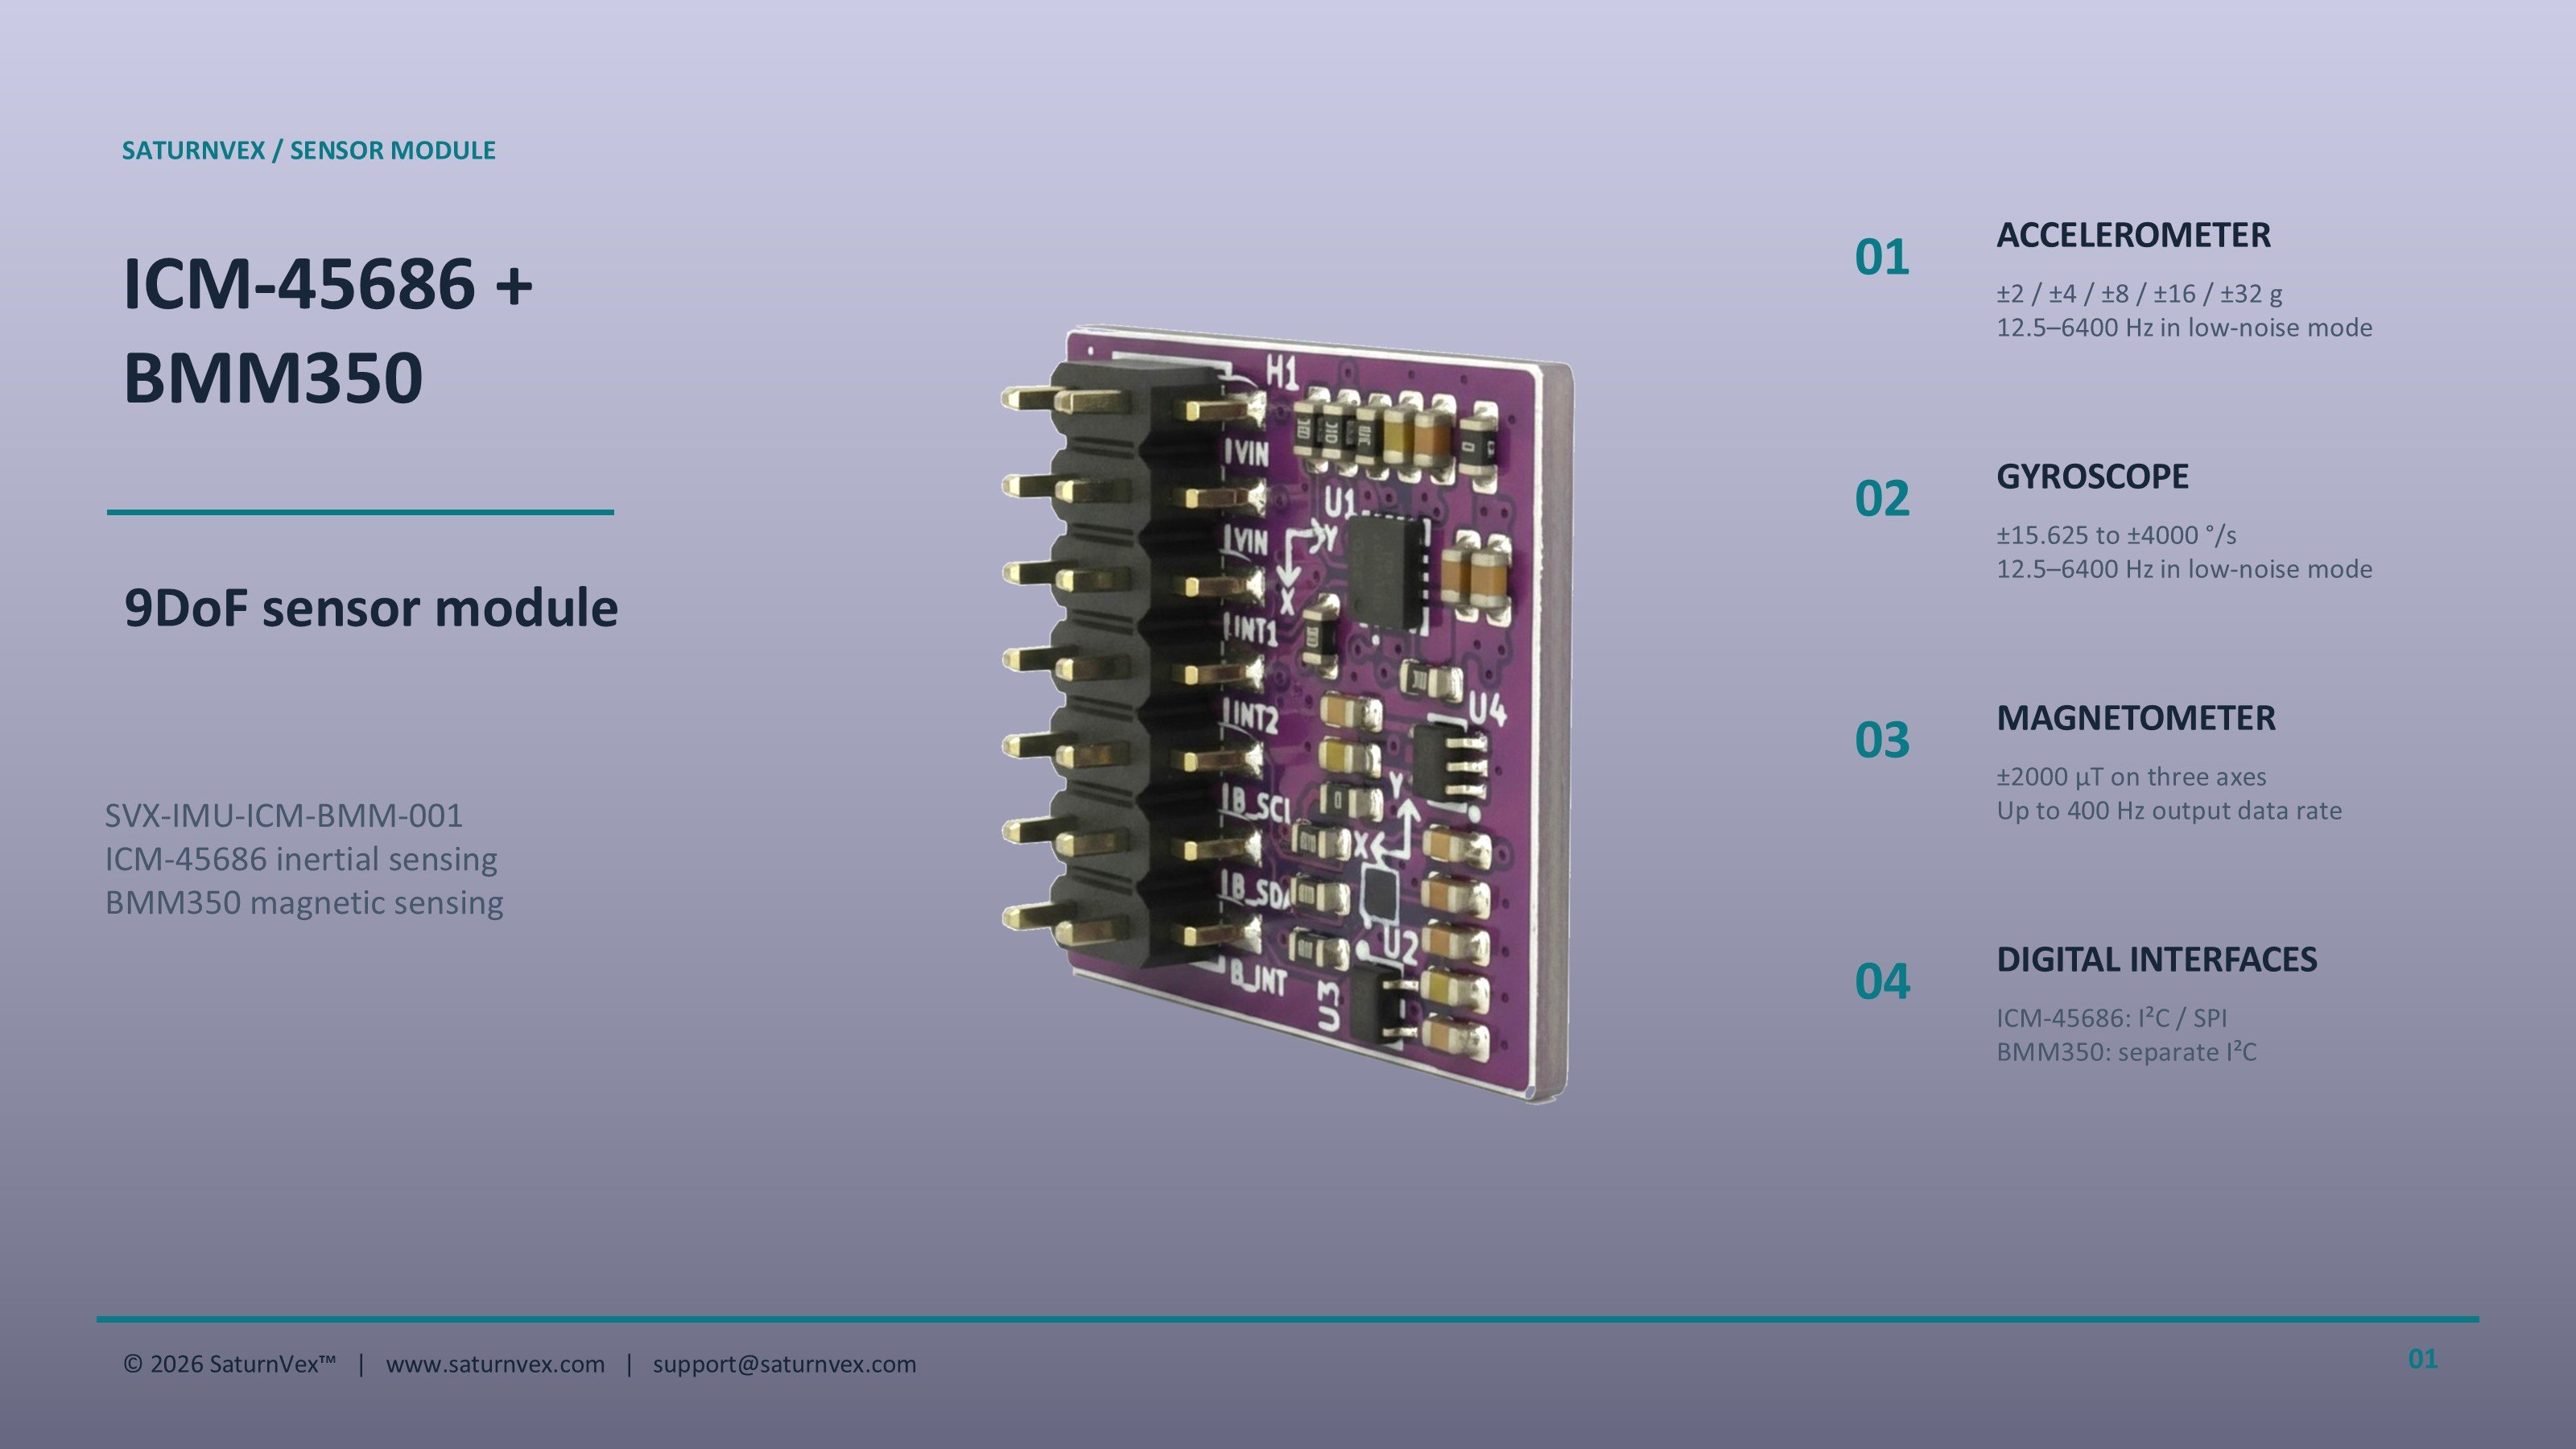 SATURNVEX / SENSOR MODULE
ICM-45686 +
BMM350
9DoF sensor module
SVX-IMU-ICM-BMM-001
ICM-45686 inertial sensing
BMM350 magnetic sensing
H1
VIN
VIN
INT1
INT2
B_SCL
B_SDA
B_INT
U1
Y
X
U4
Y
X
U2
U3
01
ACCELEROMETER
±2 / ±4 / ±8 / ±16 / ±32 g
12.5–6400 Hz in low-noise mode
02
GYROSCOPE
±15.625 to ±4000 °/s
12.5–6400 Hz in low-noise mode
03
MAGNETOMETER
±2000 µT on three axes
Up to 400 Hz output data rate
04
DIGITAL INTERFACES
ICM-45686: I²C / SPI
BMM350: separate I²C
© 2026 SaturnVex™ | www.saturnvex.com | support@saturnvex.com
01